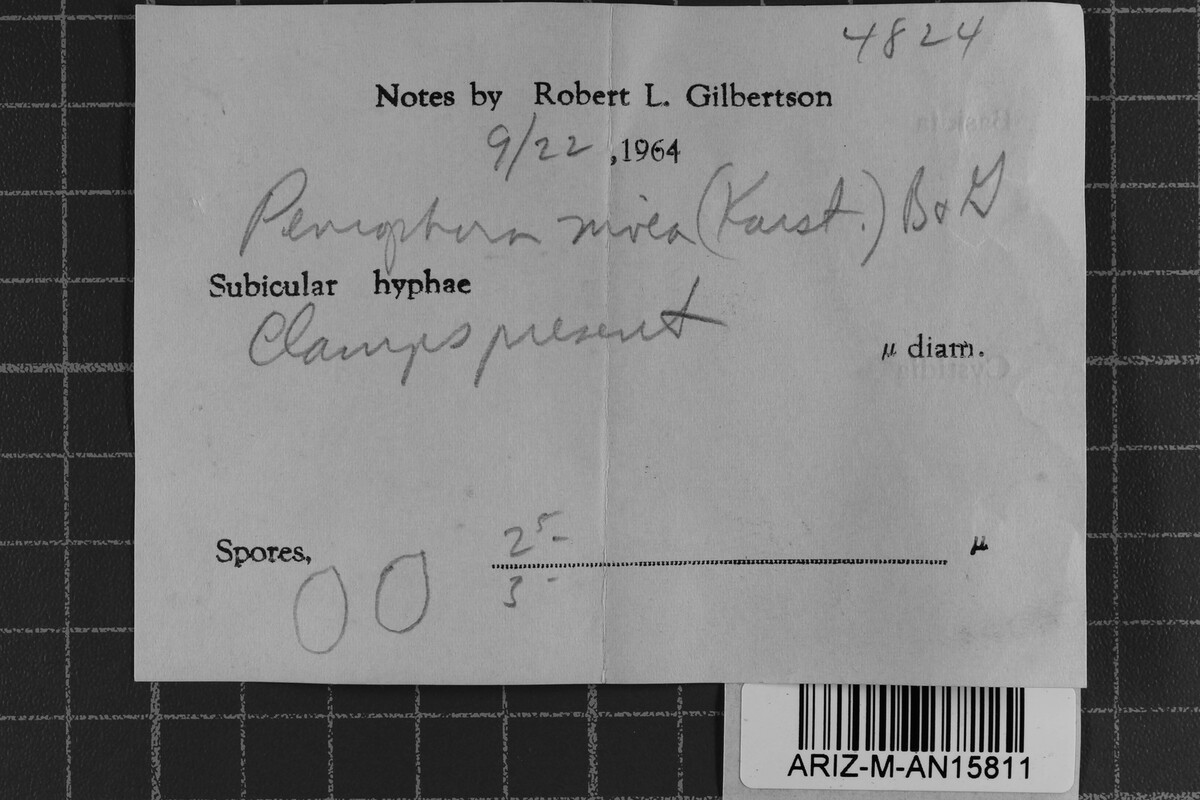 4824
Notes by Robert L. Gilbertson
9/22, 1964
Peniophora nivea (Karst.) B & G
Subicular hyphae
Clamps present
μ diam.
Spores, 2 5 - μ
3 -
ARIZ-M-AN15811